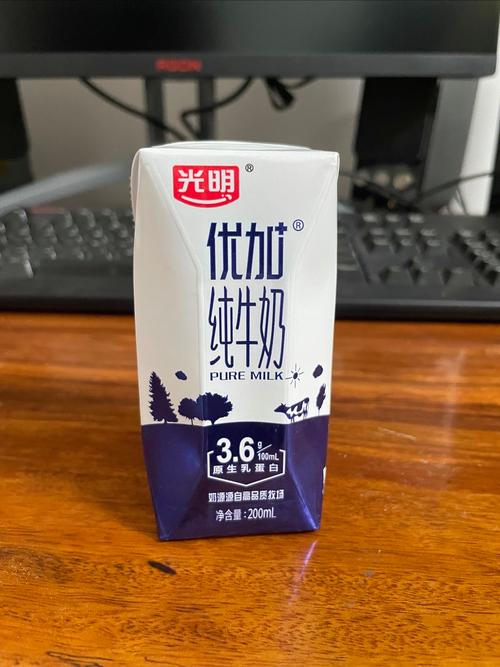 AGON
光明®
优加®
纯牛奶
PURE MILK
3.6g/100mL
原生乳蛋白
奶源源自高品质牧场
净含量:200mL